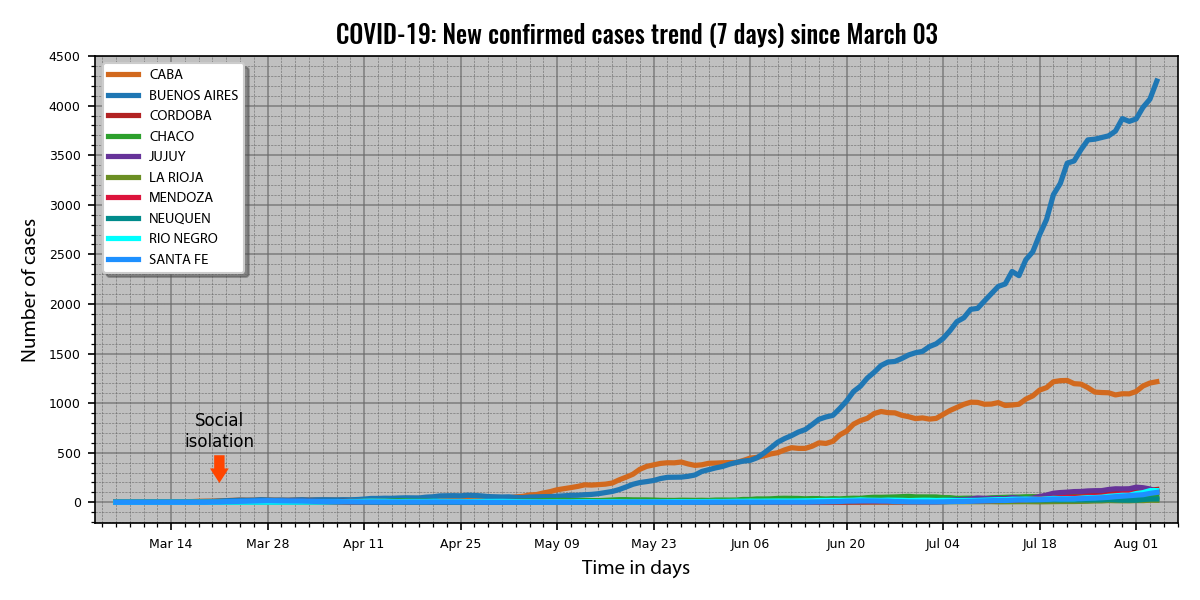 COVID-19: New confirmed cases trend (7 days) since March 03
4500
4000
3500
3000
2500
2000
1500
1000
500
0
Number of cases
CABA
BUENOS AIRES
CORDOBA
CHACO
JUJUY
LA RIOJA
MENDOZA
NEUQUEN
RIO NEGRO
SANTA FE
Social
isolation
Mar 14
Mar 28
Apr 11
Apr 25
May 09
May 23
Jun 06
Jun 20
Jul 04
Jul 18
Aug 01
Time in days